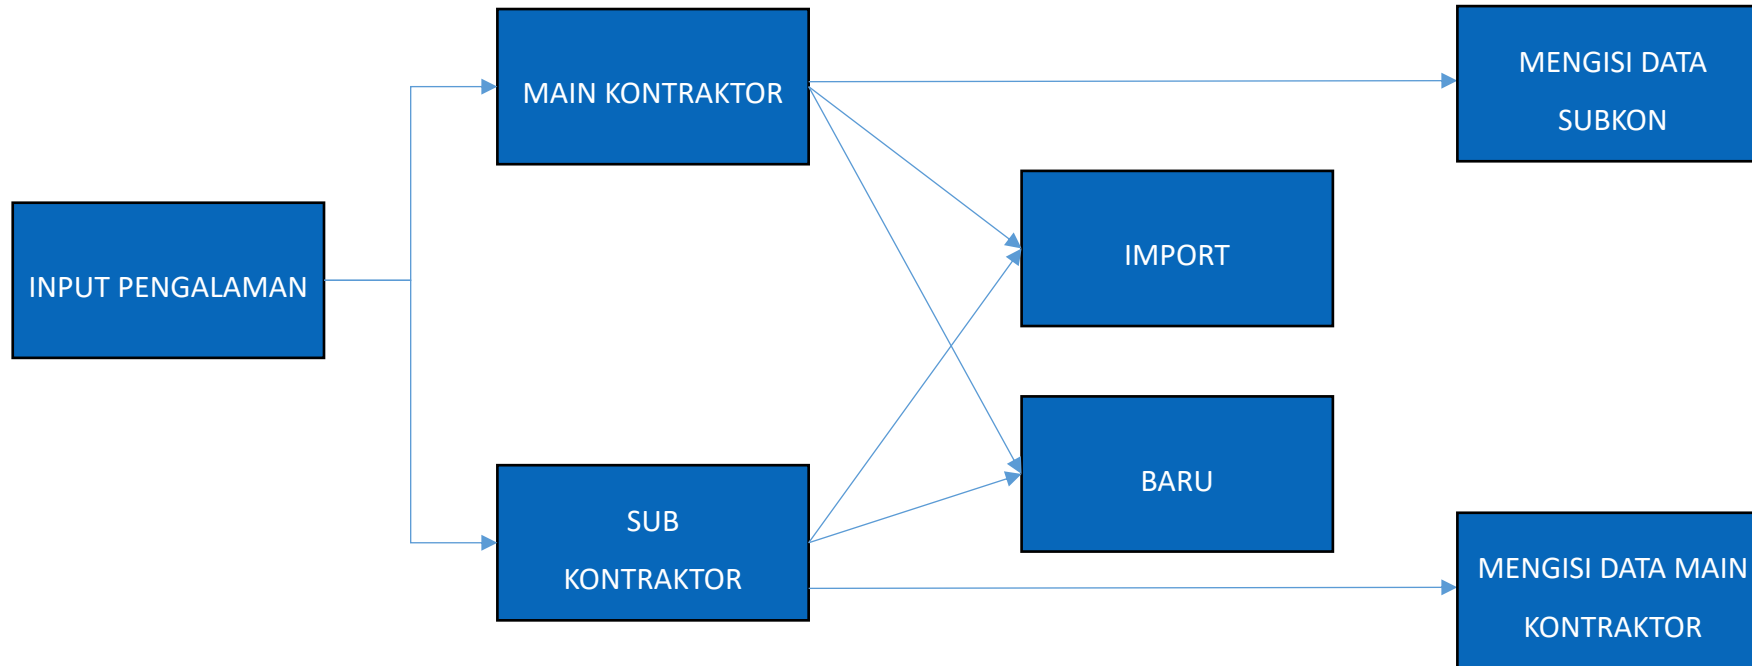 INPUT PENGALAMAN
MAIN KONTRAKTOR
SUB
KONTRAKTOR
IMPORT
BARU
MENGISI DATA
SUBKON
MENGISI DATA MAIN
KONTRAKTOR